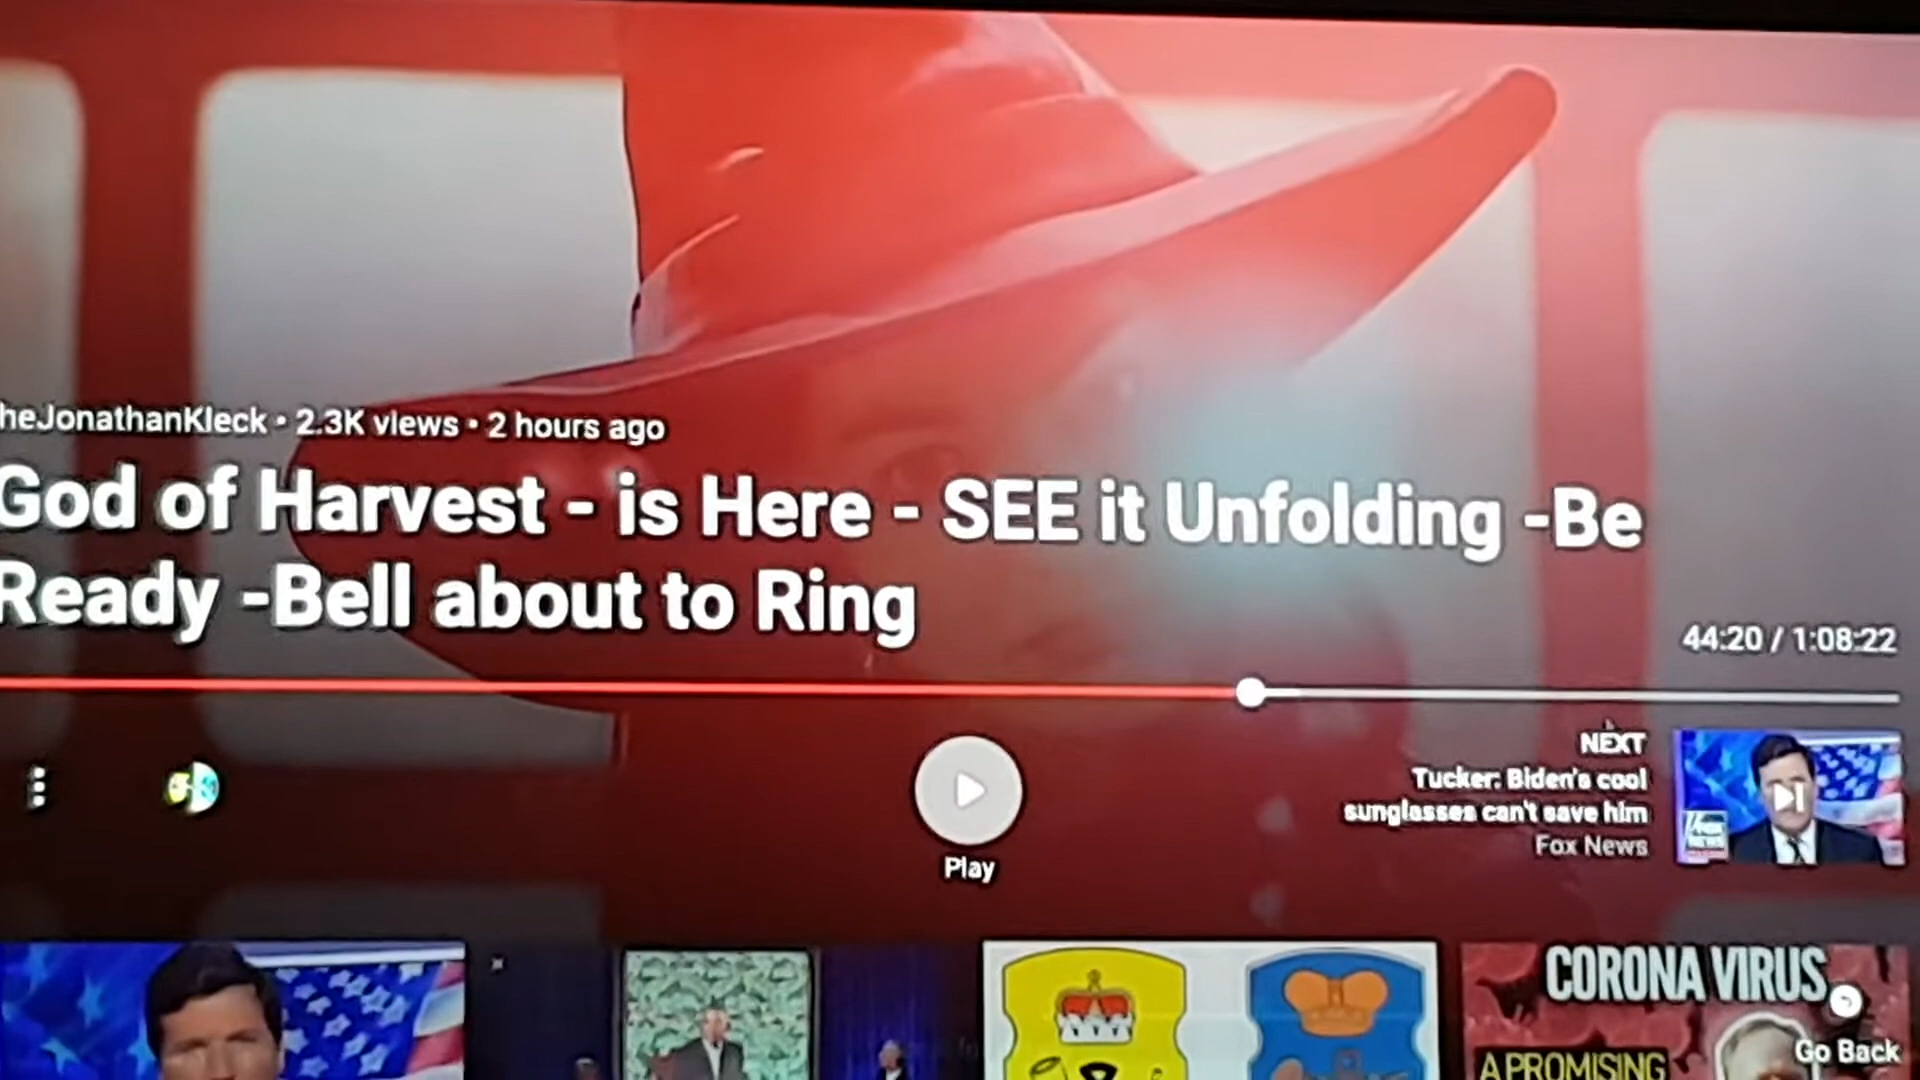 heJonathanKleck • 2.3K views • 2 hours ago
God of Harvest - is Here - SEE it Unfolding -Be
Ready -Bell about to Ring
44:20 / 1:08:22
NEXT
Tucker: Biden's cool
sunglasses can't save him
Fox News
FOX
NEWS
Play
CORONA VIRUS
A PROMISING
Go Back